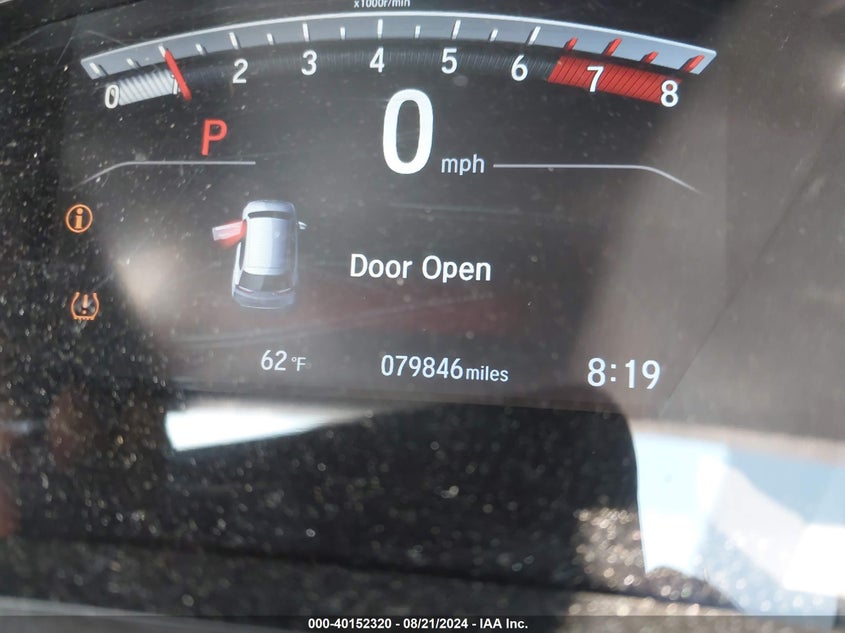 x1000r/min
0 1 2 3 4 5 6 7 8
P
0 mph
Door Open
62 °F
079846 miles
8:19
000-40152320 - 08/21/2024 - IAA Inc.